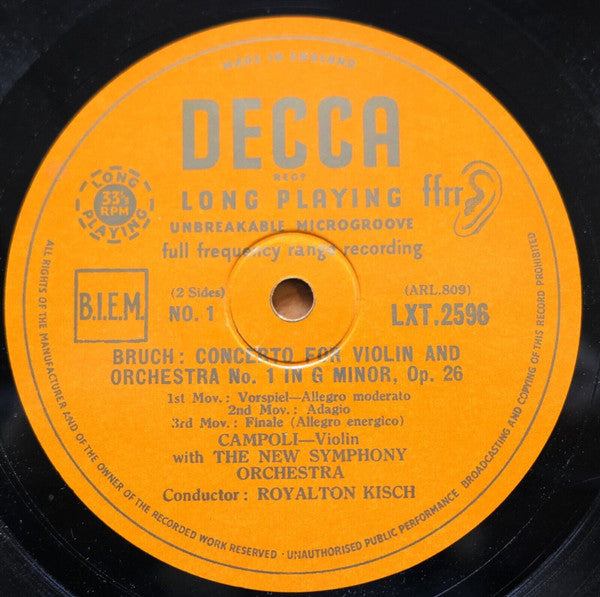 MADE IN ENGLAND
DECCA
REGD
LONG PLAYING
LONG PLAYING
33⅓
RPM
ffrr
UNBREAKABLE MICROGROOVE
full frequency range recording
B.I.E.M.
(2 Sides)
NO. 1
(ARL.809)
LXT.2596
BRUCH: CONCERTO FOR VIOLIN AND
ORCHESTRA No. 1 IN G MINOR, Op. 26
1st Mov.: Vorspiel—Allegro moderato
2nd Mov.: Adagio
3rd Mov.: Finale (Allegro energico)
CAMPOLI—Violin
with THE NEW SYMPHONY
ORCHESTRA
Conductor: ROYALTON KISCH
ALL RIGHTS OF THE MANUFACTURER AND OF THE OWNER OF THE RECORDED WORK RESERVED · UNAUTHORISED PUBLIC PERFORMANCE BROADCASTING AND COPYING OF THIS RECORD PROHIBITED